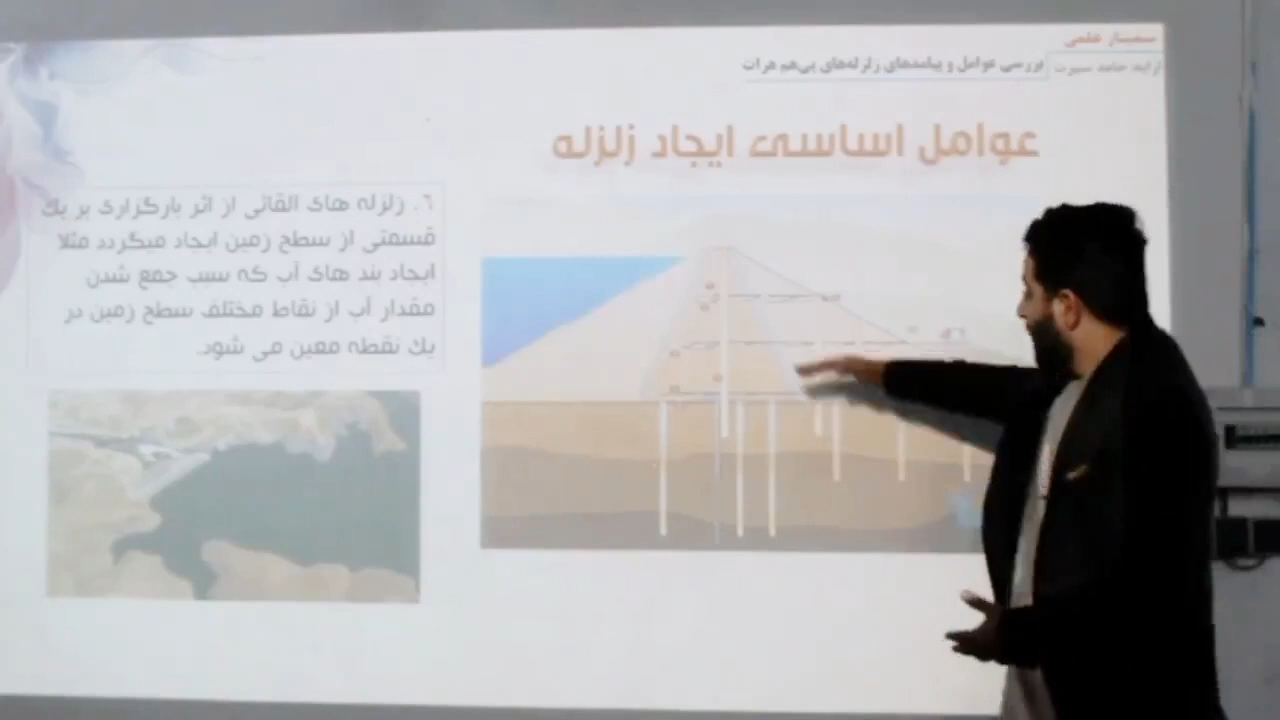 سمینار علمی
ارایه حامد سیرت
بررسی عوامل و پیامدهای زلزله‌های پی‌هم هرات
عوامل اساسی ایجاد زلزله
٦. زلزله های القائی از اثر بارگزاری بر یک
قسمتی از سطح زمین ایجاد میگردد مثلا
ایجاد بند های آب که سبب جمع شدن
مقدار آب از نقاط مختلف سطح زمین در
یک نقطه معین می شود.